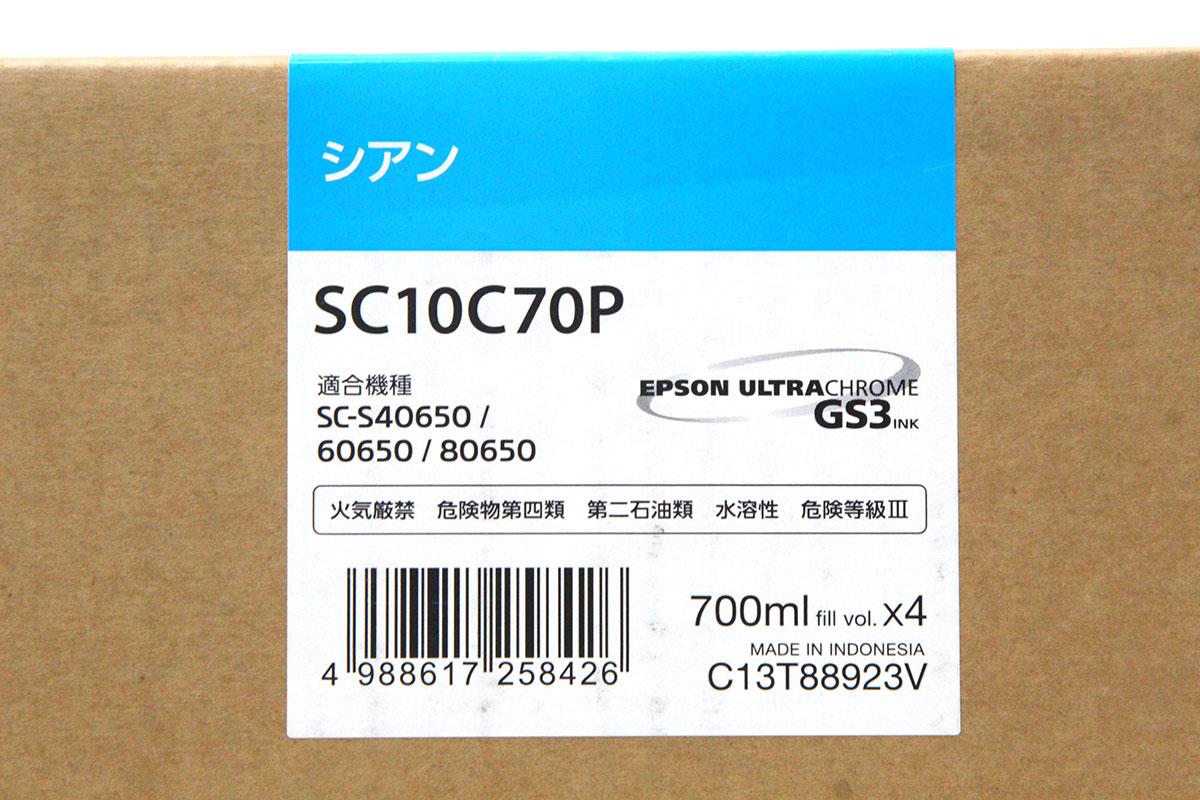 シアン
SC10C70P
適合機種
SC-S40650 /
60650 / 80650
EPSON ULTRACHROME
GS3 INK
火気厳禁 危険物第四類 第二石油類 水溶性 危険等級Ⅲ
4 988617 258426
700ml fill vol. x4
MADE IN INDONESIA
C13T88923V